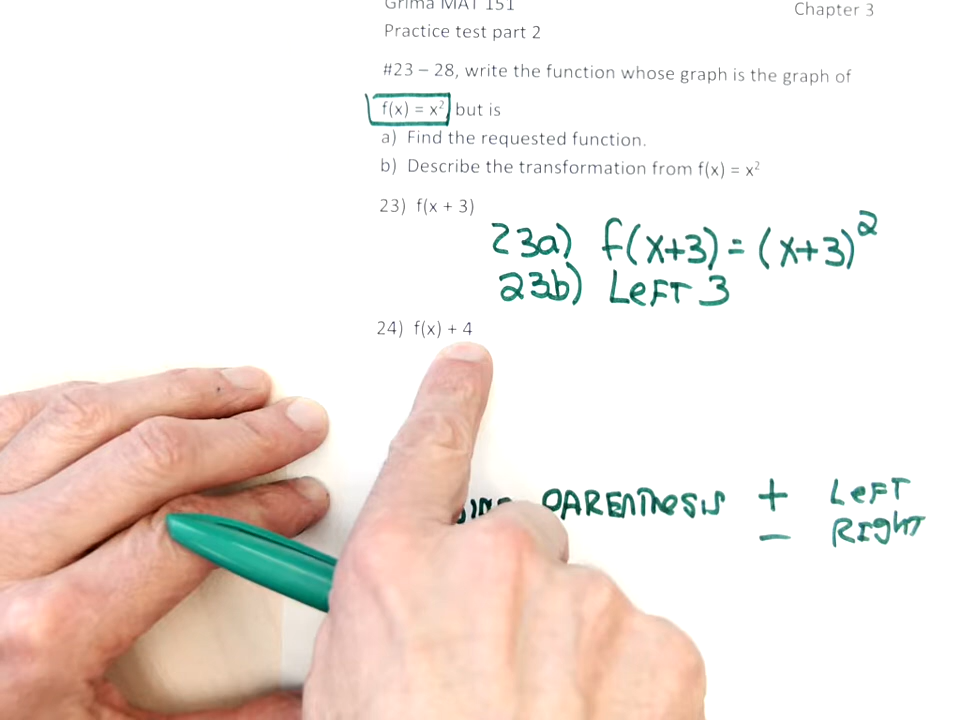 Grima MAT 151
Chapter 3
Practice test part 2
#23 – 28, write the function whose graph is the graph of
f(x) = x² but is
a) Find the requested function.
b) Describe the transformation from f(x) = x²
23) f(x + 3)
23a) f(x+3) = (x+3)²
23b) LEFT 3
24) f(x) + 4
PARENTHESIS + LEFT
− RIGHT